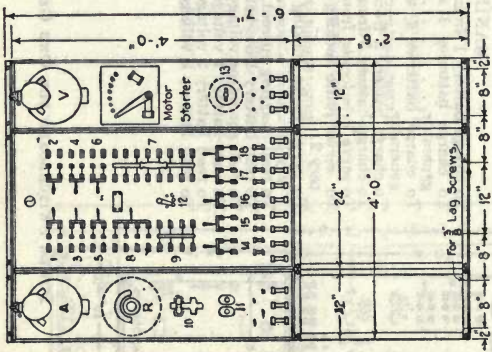 6'-7"
4'-0"
2'-6"
A
R
10
11
1
1 2
3 4
5 6
"
8 7
9 12
14 15 16 17 18
V
Motor
Starter
13
12" 24" 12"
4'-0"
For 3/8 Lag Screws
2" 8" 8" 12" 8" 8" 2"